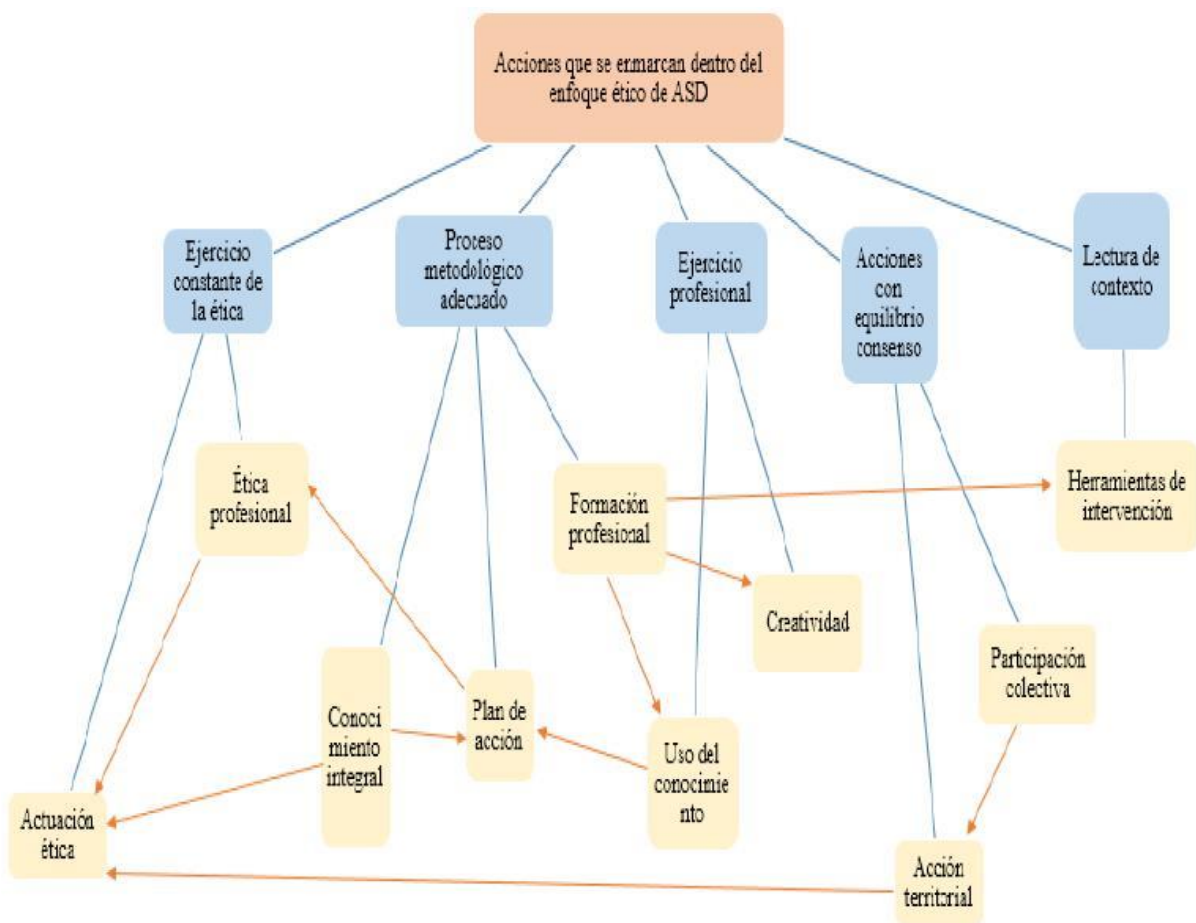 Acciones que se enmarcan dentro del
enfoque ético de ASD
Ejercicio
constante de
la ética
Proceso
metodológico
adecuado
Ejercicio
profesional
Acciones
con
equilibrio
consenso
Lectura de
contexto
Ética
profesional
Formación
profesional
Herramientas de
intervención
Creatividad
Participación
colectiva
Conoci
miento
integral
Plan de
acción
Uso del
conocimie
nto
Actuación
ética
Acción
territorial